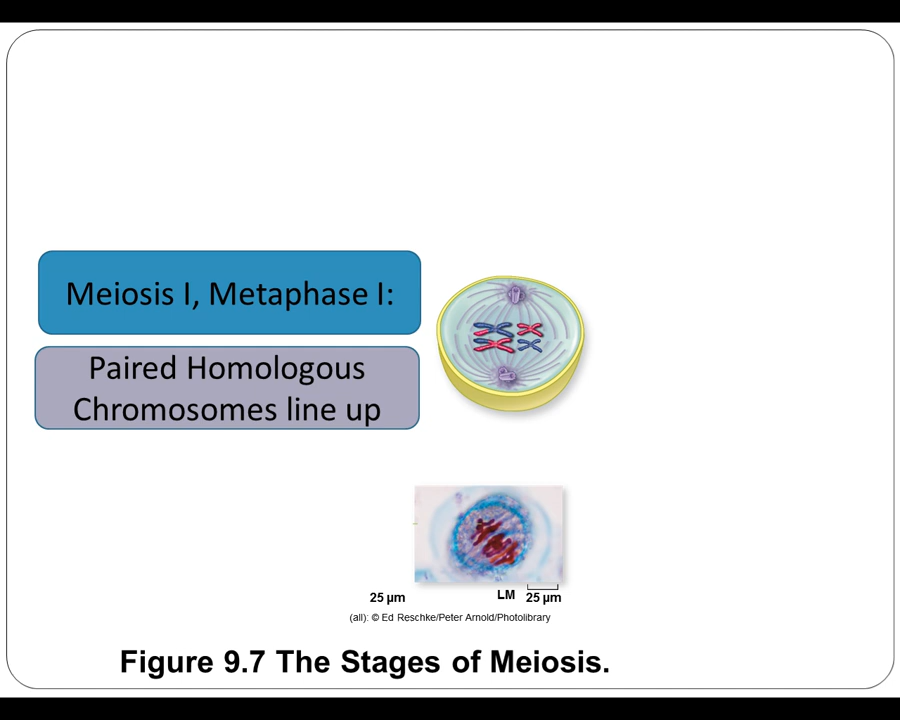 Meiosis I, Metaphase I:
Paired Homologous
Chromosomes line up
25 µm
LM
25 µm
(all): © Ed Reschke/Peter Arnold/Photolibrary
Figure 9.7 The Stages of Meiosis.